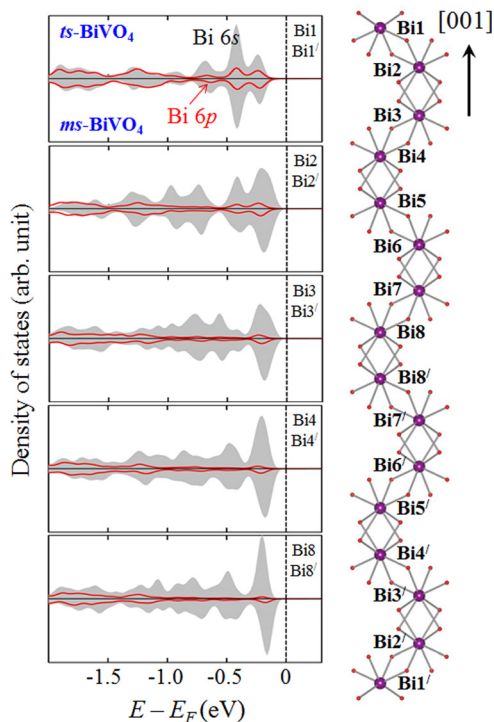 ts-BiVO4
Bi 6s
Bi1
Bi1/
Bi 6p
ms-BiVO4
Bi2
Bi2/
Bi3
Bi3/
Bi4
Bi4/
Bi8
Bi8/
Density of states (arb. unit)
-1.5 -1.0 -0.5 0
E − EF (eV)
[001]
Bi1
Bi2
Bi3
Bi4
Bi5
Bi6
Bi7
Bi8
Bi8/
Bi7/
Bi6/
Bi5/
Bi4/
Bi3/
Bi2/
Bi1/